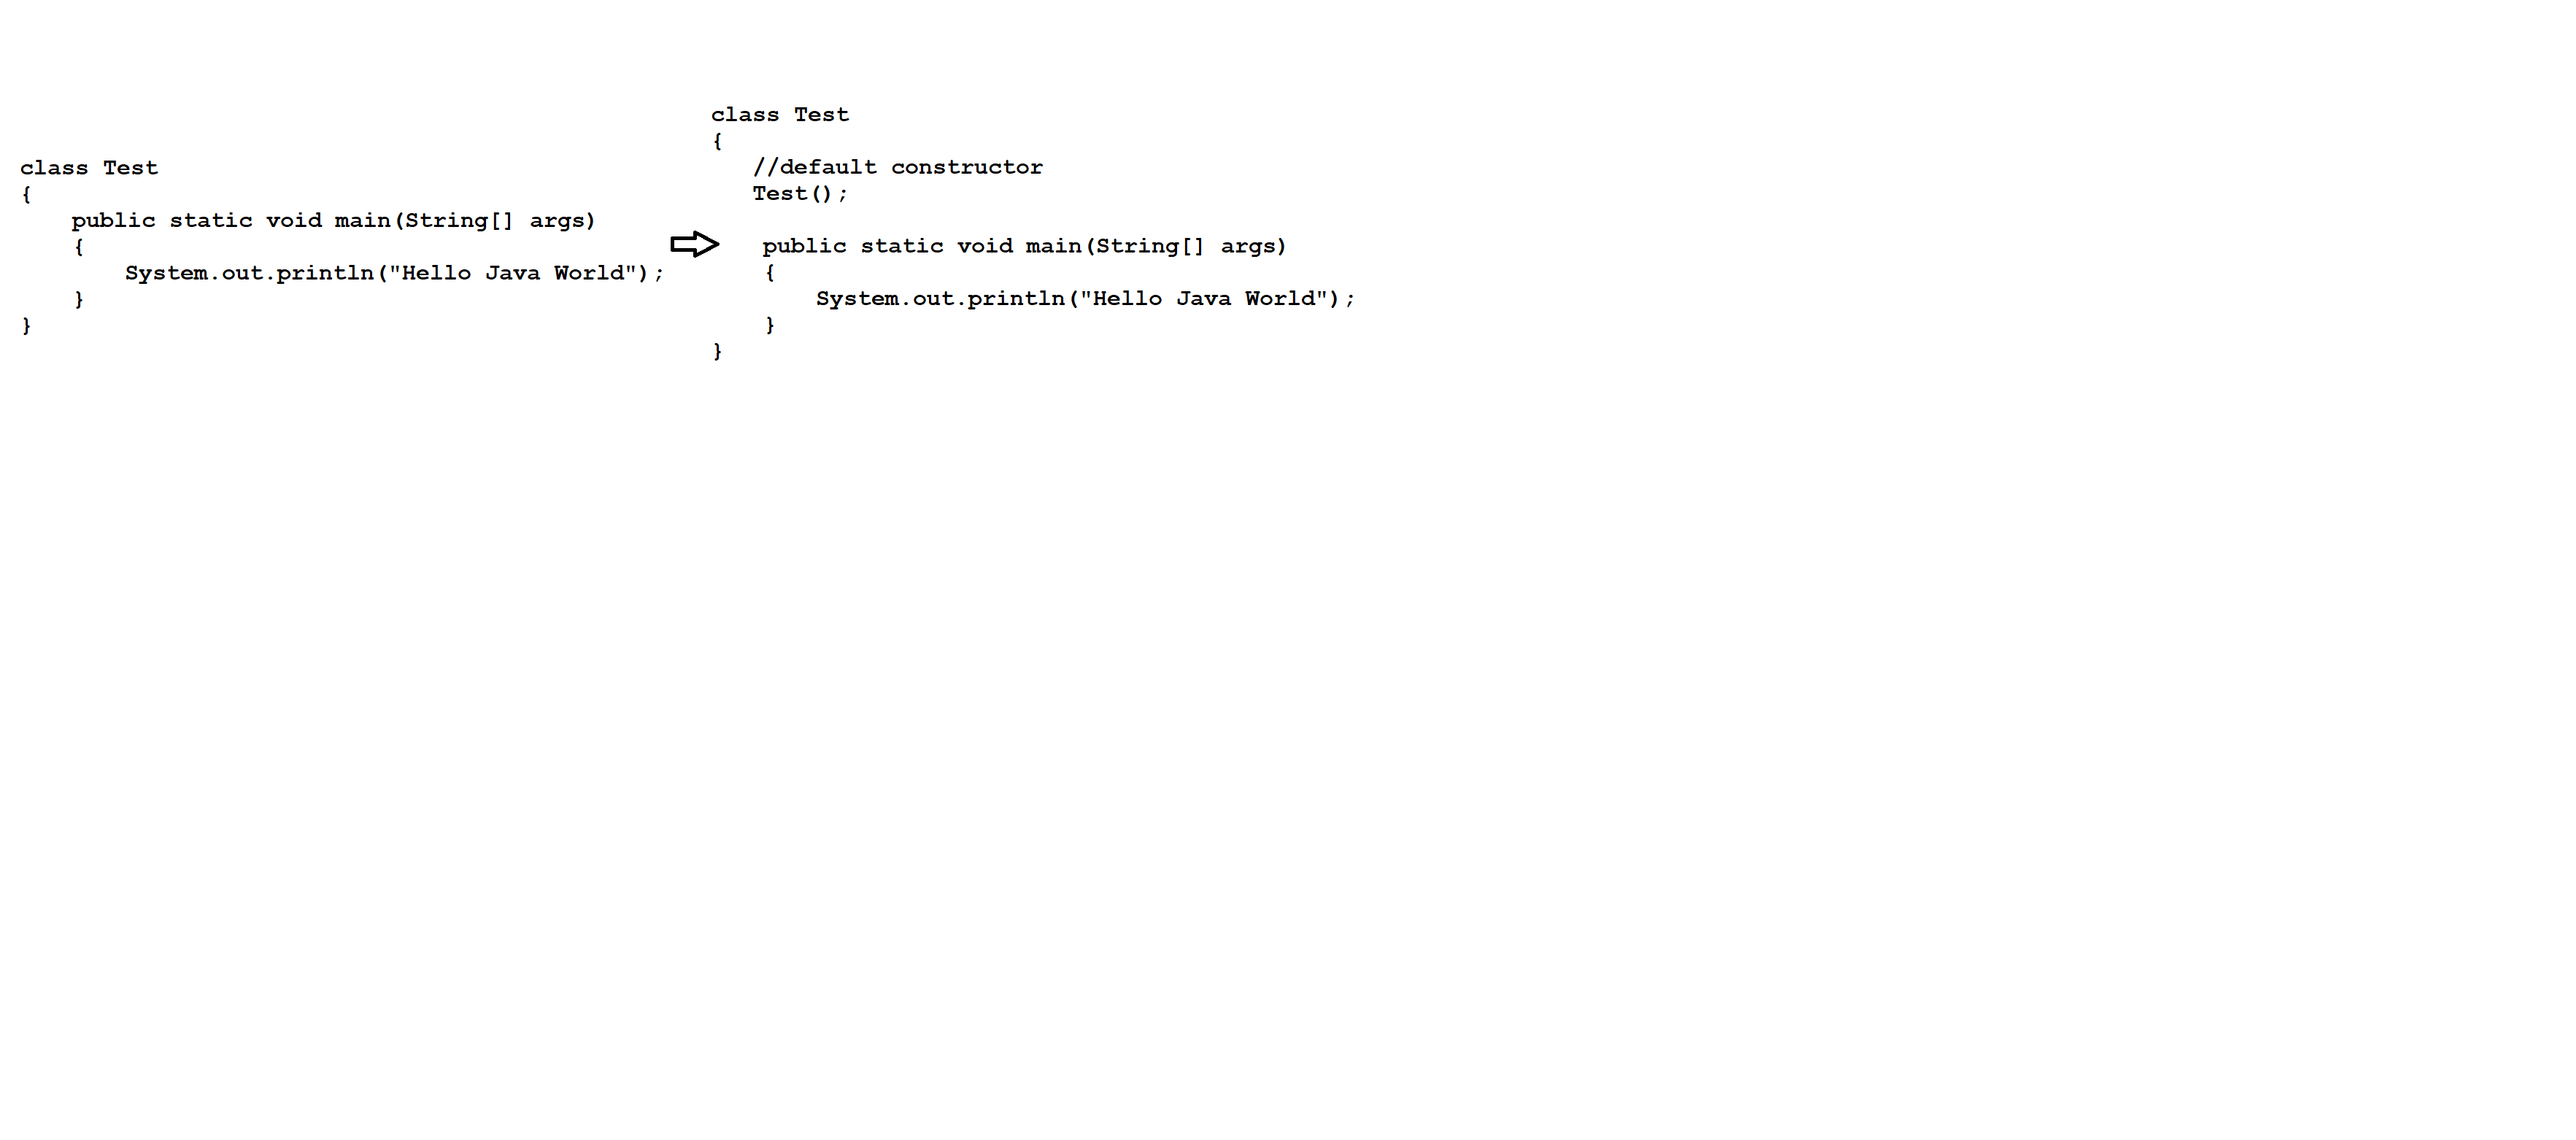 class Test
{
public static void main(String[] args)
{
System.out.println("Hello Java World");
}
}
class Test
{
//default constructor
Test();
public static void main(String[] args)
{
System.out.println("Hello Java World");
}
}